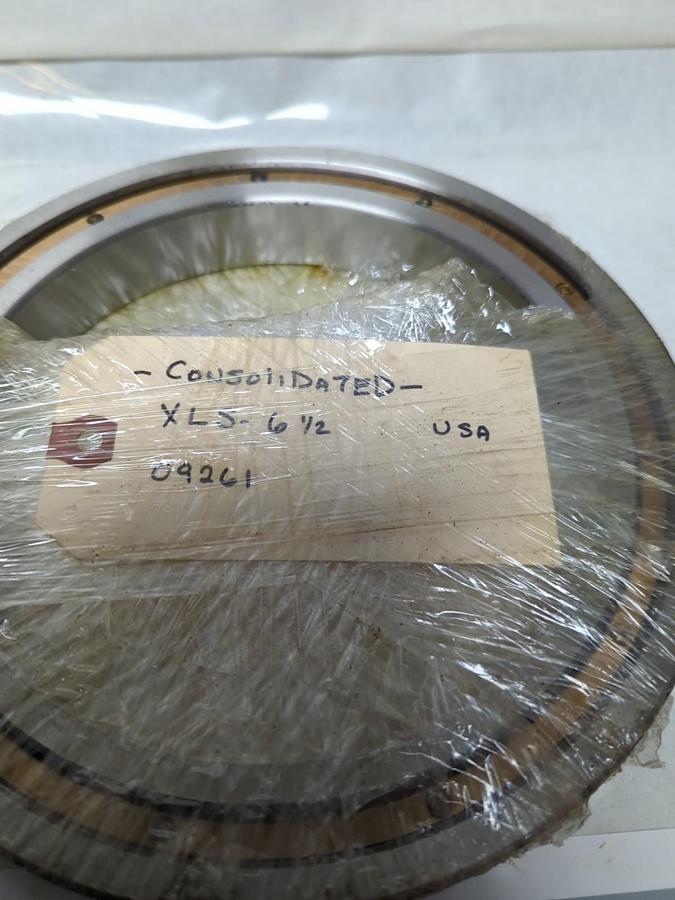 - CONSOLIDATED -
XLS- 6 1/2 USA
09261